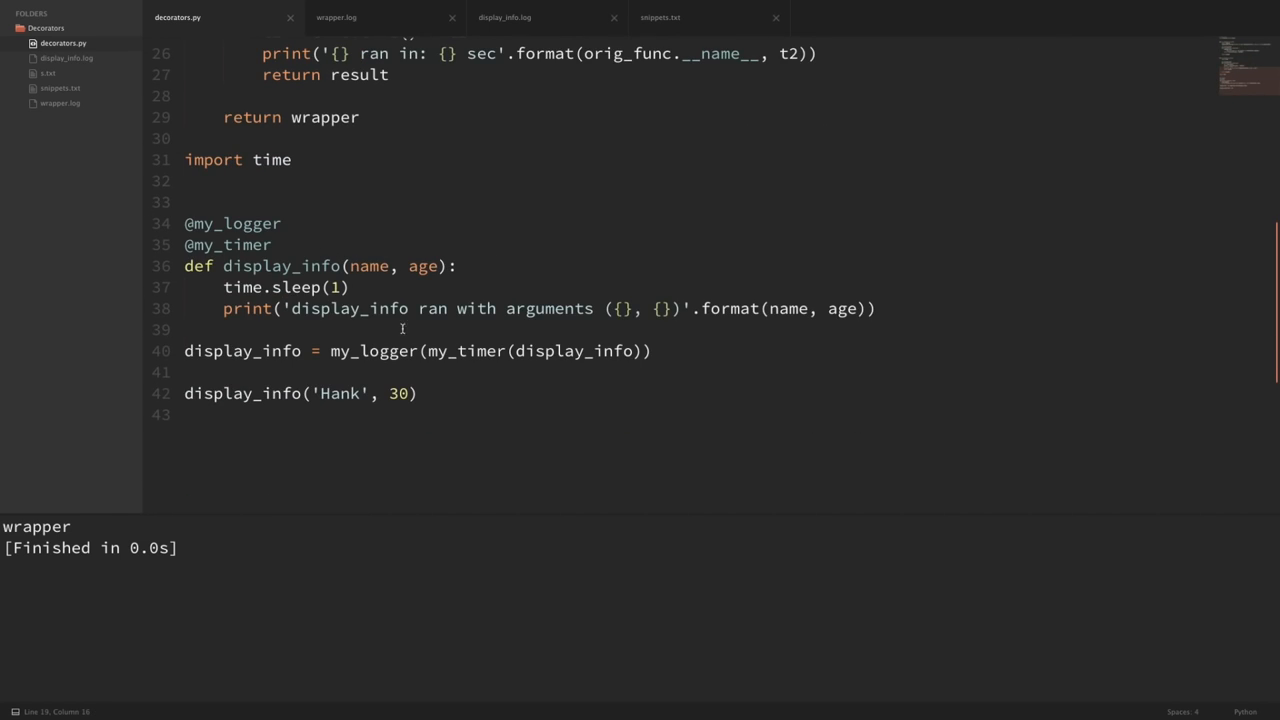 FOLDERS
Decorators
decorators.py
display_info.log
s.txt
snippets.txt
wrapper.log
decorators.py
wrapper.log
display_info.log
snippets.txt
26 print('{} ran in: {} sec'.format(orig_func.__name__, t2))
27 return result
28
29 return wrapper
30
31 import time
32
33
34 @my_logger
35 @my_timer
36 def display_info(name, age):
37 time.sleep(1)
38 print('display_info ran with arguments ({}, {})'.format(name, age))
39
40 display_info = my_logger(my_timer(display_info))
41
42 display_info('Hank', 30)
43
wrapper
[Finished in 0.0s]
Line 19, Column 16
Spaces: 4
Python